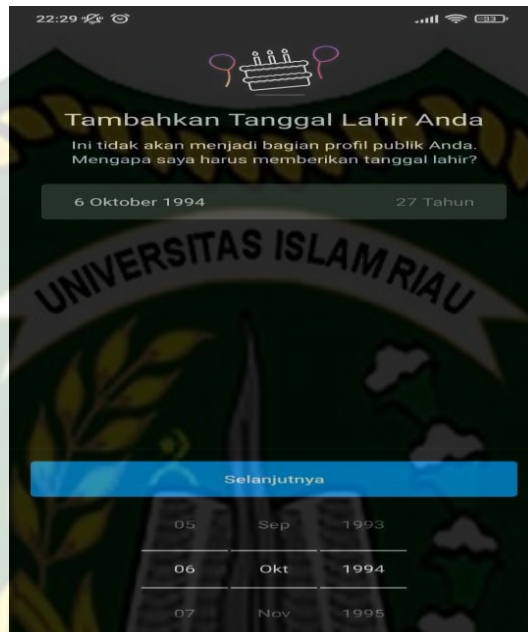 22:29
33
Tambahkan Tanggal Lahir Anda
Ini tidak akan menjadi bagian profil publik Anda.
Mengapa saya harus memberikan tanggal lahir?
6 Oktober 1994 27 Tahun
UNIVERSITAS ISLAM RIAU
Selanjutnya
05 Sep 1993
06 Okt 1994
07 Nov 1995